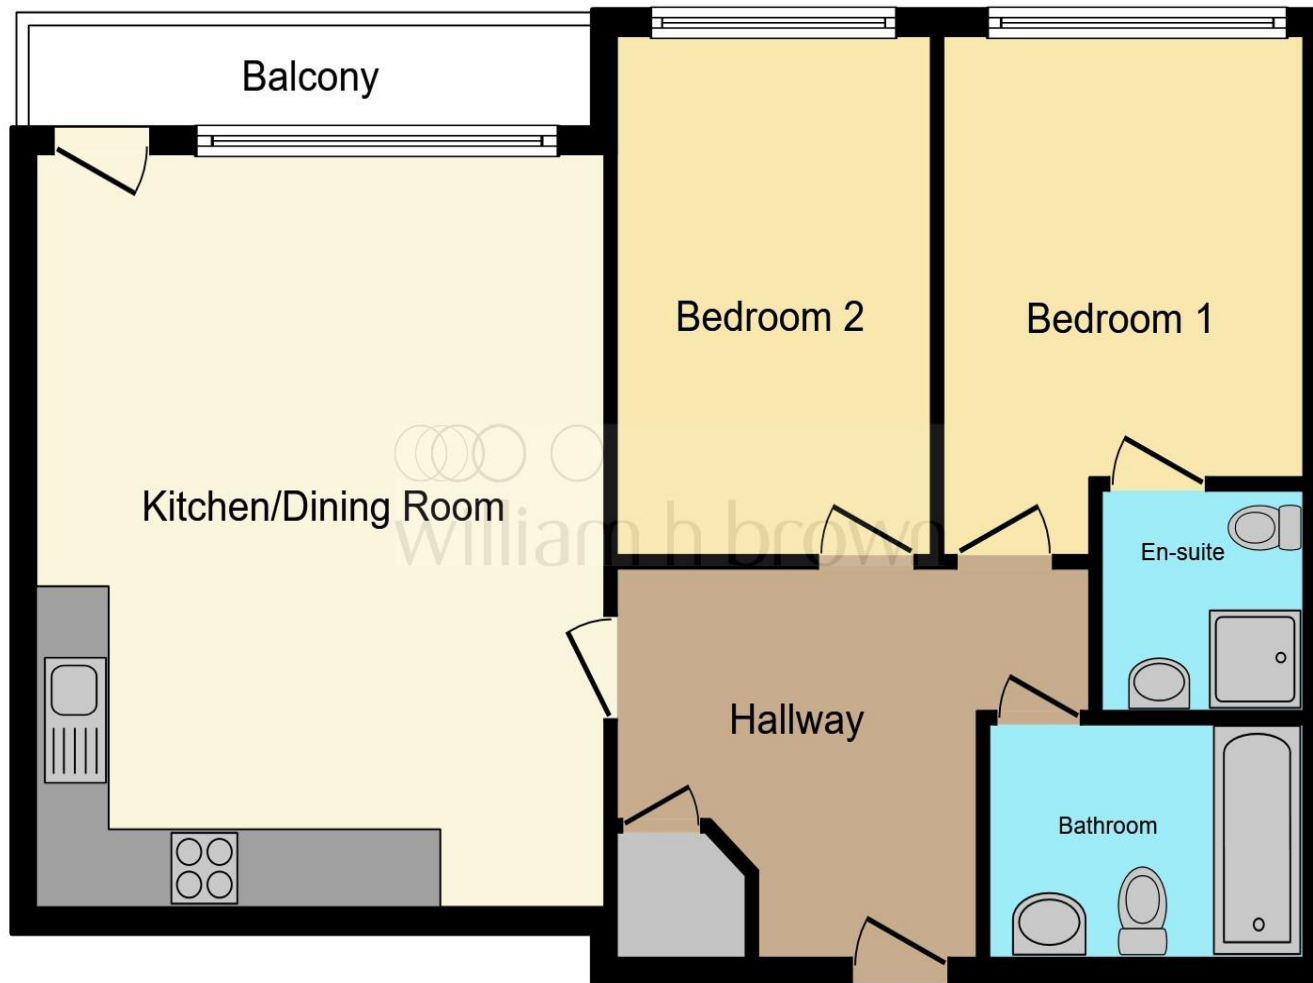 Balcony
Bedroom 2
Bedroom 1
Kitchen/Dining Room
william h brown
En-suite
Hallway
Bathroom